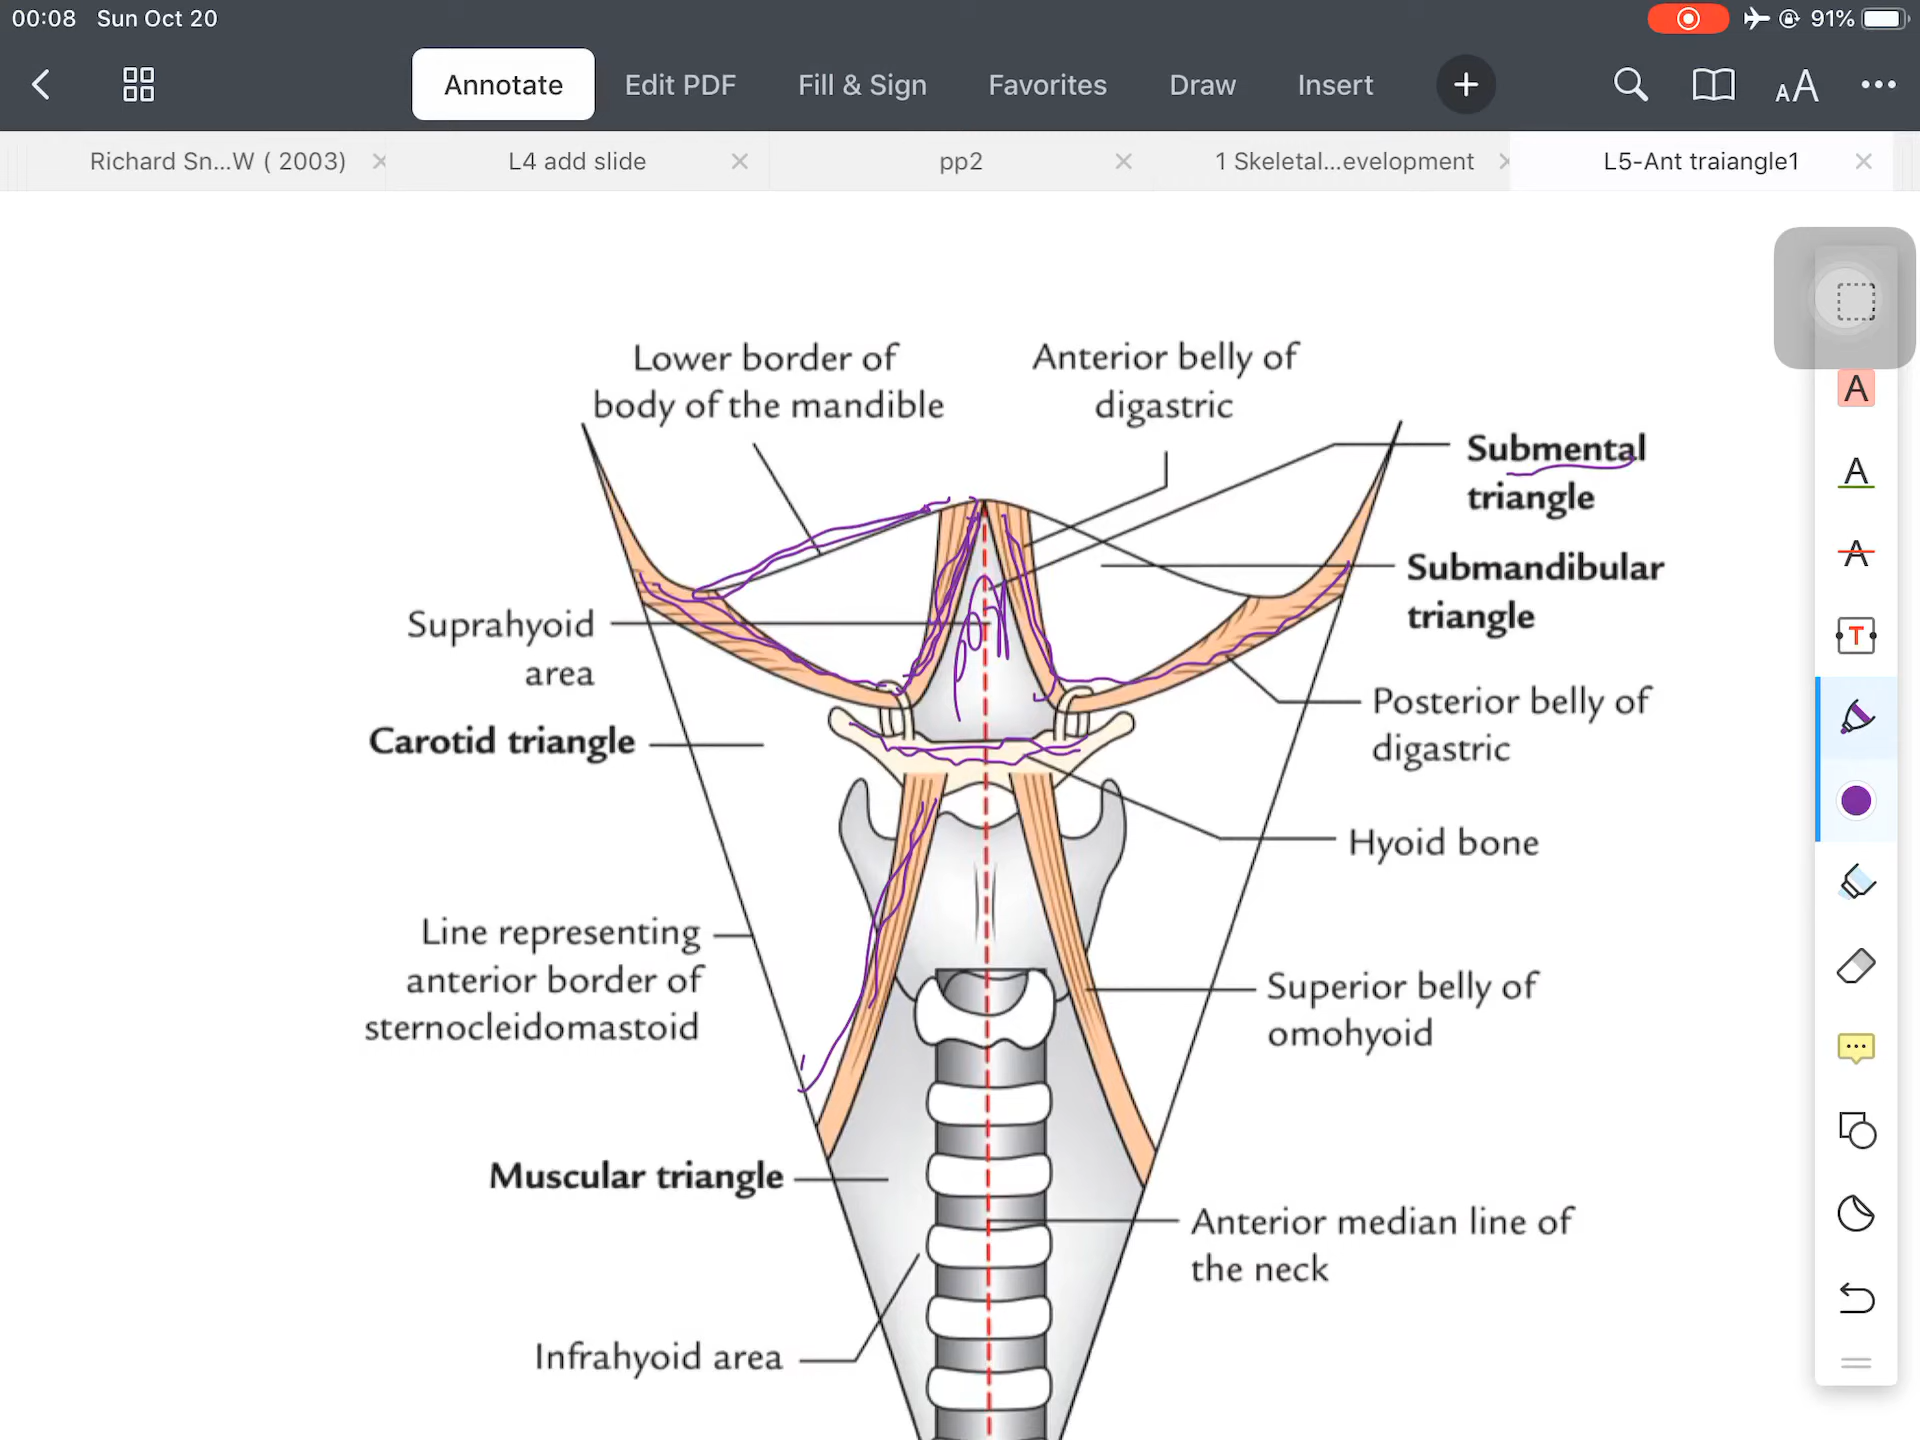 00:08 Sun Oct 20
91%
Annotate Edit PDF Fill & Sign Favorites Draw Insert
AA
Richard Sn...W ( 2003) L4 add slide pp2 1 Skeletal...evelopment L5-Ant traiangle1
Lower border of
body of the mandible
Anterior belly of
digastric
Submental
triangle
Submandibular
triangle
Suprahyoid
area
Posterior belly of
digastric
Carotid triangle
Hyoid bone
Line representing
anterior border of
sternocleidomastoid
Superior belly of
omohyoid
Muscular triangle
Anterior median line of
the neck
Infrahyoid area
A
A
A
T